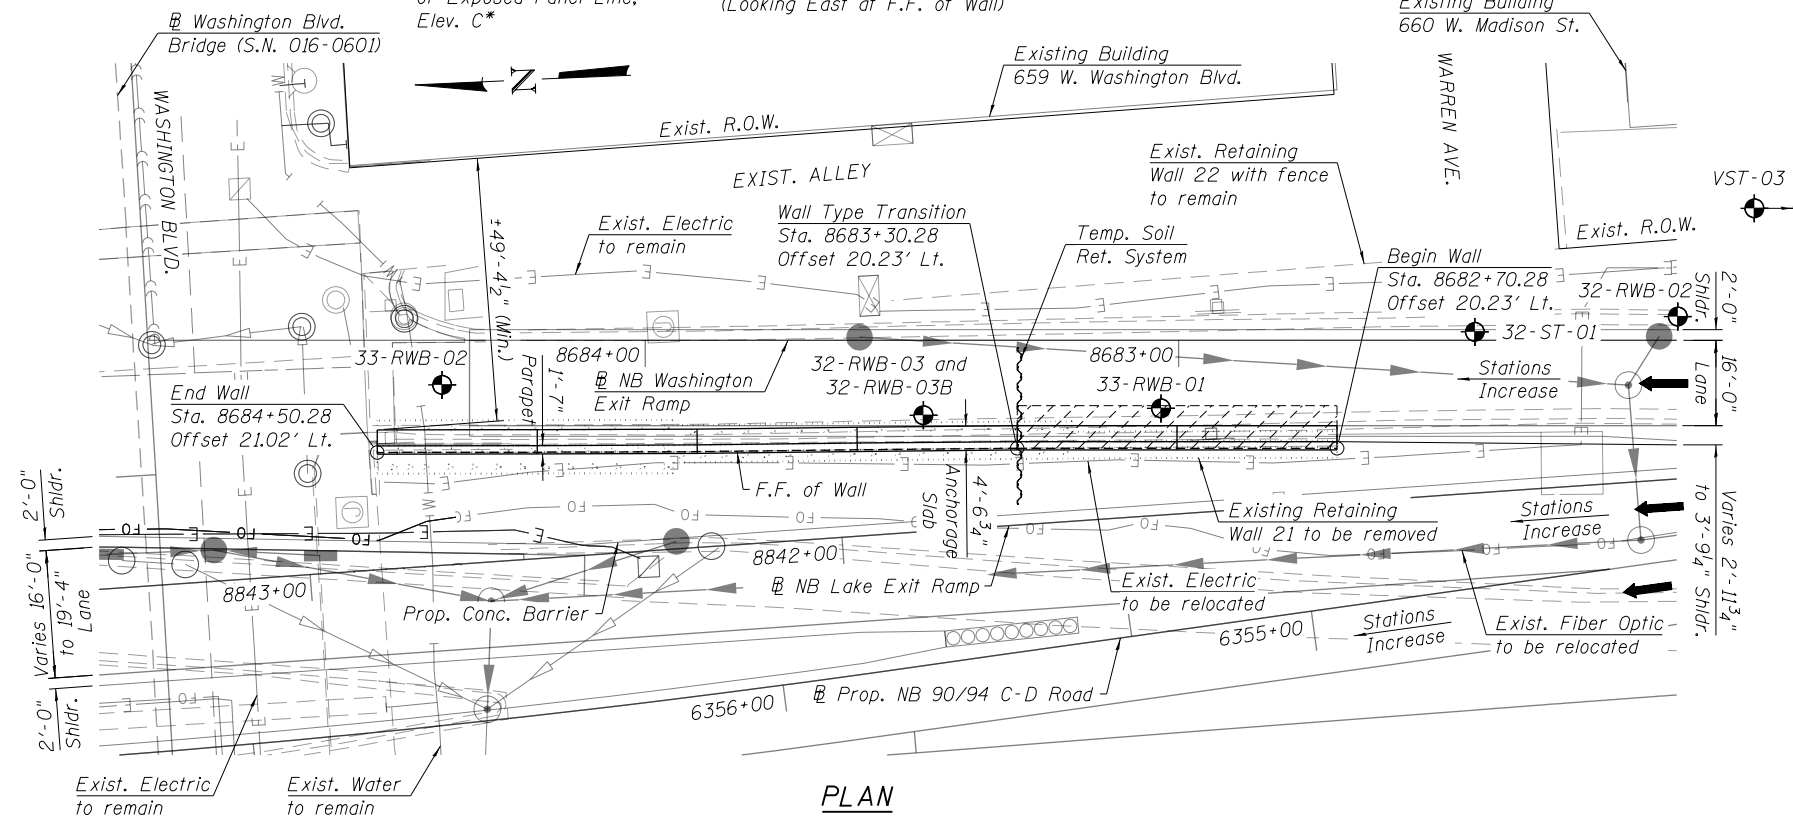 Elev. C*
(Looking East at F.F. of Wall)
Existing Building
660 W. Madison St.
℄ Washington Blvd.
Bridge (S.N. 016-0601)
N
Existing Building
659 W. Washington Blvd.
WASHINGTON BLVD.
WARREN AVE.
Exist. R.O.W.
EXIST. ALLEY
Exist. Retaining
Wall 22 with fence
to remain
VST-03
Exist. R.O.W.
±49'-4½" (Min.)
Exist. Electric
to remain
Wall Type Transition
Sta. 8683+30.28
Offset 20.23' Lt.
Temp. Soil
Ret. System
Begin Wall
Sta. 8682+70.28
Offset 20.23' Lt.
32-RWB-02
2'-0"
Shldr.
32-ST-01
33-RWB-02
8684+00
32-RWB-03 and
32-RWB-03B
8683+00
33-RWB-01
Stations
Increase
16'-0"
Lane
End Wall
Sta. 8684+50.28
Offset 21.02' Lt.
1'-7"
Parapet
℄ NB Washington
Exit Ramp
F.F. of Wall
4'-6¾"
Anchorage
Slab
Existing Retaining
Wall 21 to be removed
Stations
Increase
Varies 2'-11¾"
to 3'-9¼" Shldr.
2'-0"
Shldr.
FO
FO
E
FO
E
FO
E
FO
FO
FO
8842+00
8843+00
Varies 16'-0"
to 19'-4"
Lane
Prop. Conc. Barrier
℄ NB Lake Exit Ramp
Exist. Electric
to be relocated
6355+00
Stations
Increase
Exist. Fiber Optic
to be relocated
2'-0"
Shldr.
6356+00
℄ Prop. NB 90/94 C-D Road
Exist. Electric
to remain
Exist. Water
to remain
PLAN